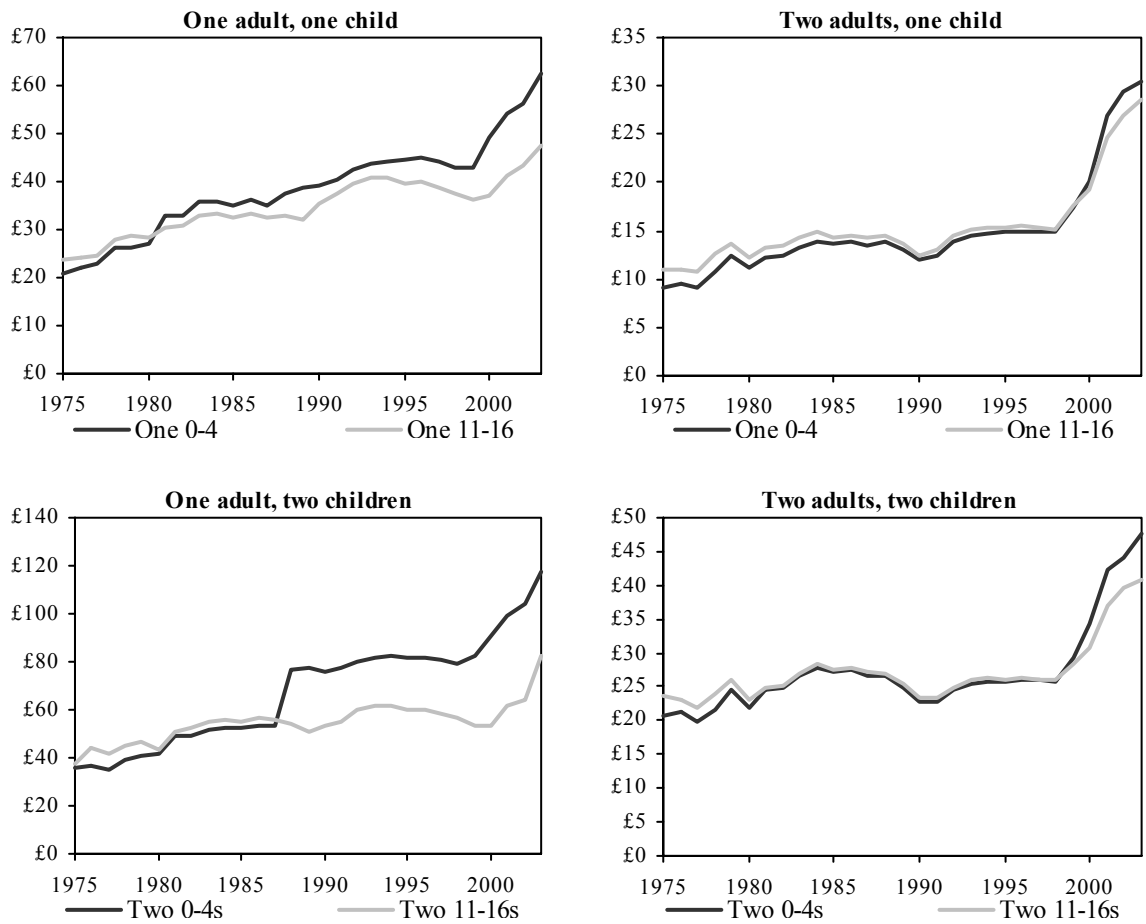 One adult, one child
£70
£60
£50
£40
£30
£20
£10
£0
1975 1980 1985 1990 1995 2000
One 0-4 One 11-16
Two adults, one child
£35
£30
£25
£20
£15
£10
£5
£0
1975 1980 1985 1990 1995 2000
One 0-4 One 11-16
One adult, two children
£140
£120
£100
£80
£60
£40
£20
£0
1975 1980 1985 1990 1995 2000
Two 0-4s Two 11-16s
Two adults, two children
£50
£45
£40
£35
£30
£25
£20
£15
£10
£5
£0
1975 1980 1985 1990 1995 2000
Two 0-4s Two 11-16s